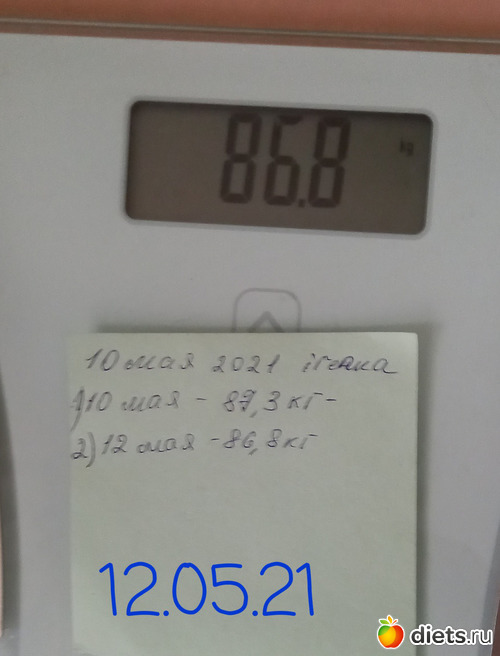 86.8
kg
10 мая 2021
1) 10 мая - 87,3 кг -
2) 12 мая - 86,8 кг
12.05.21
diets.ru